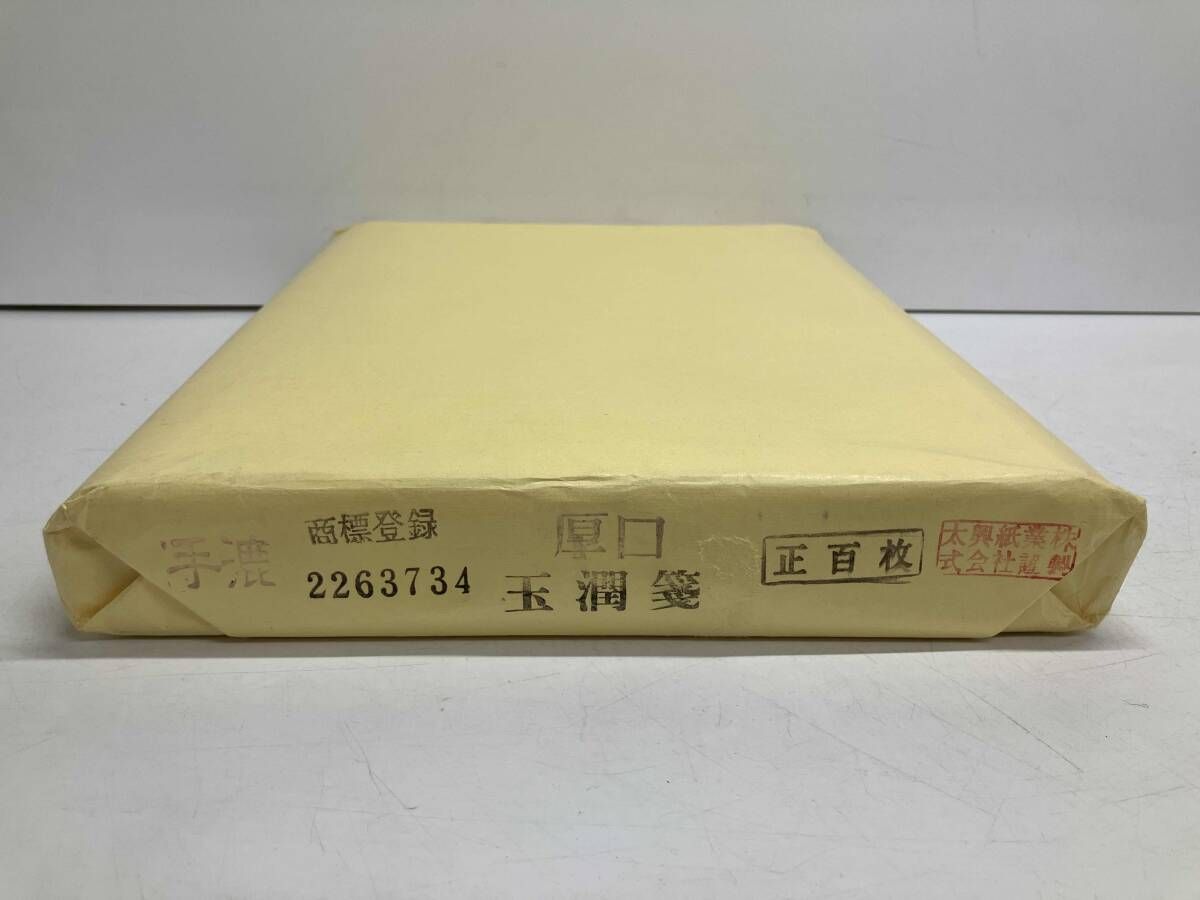 手漉
商標登録
2263734
厚口
玉潤箋
正百枚
太興紙業株
式会社謹製